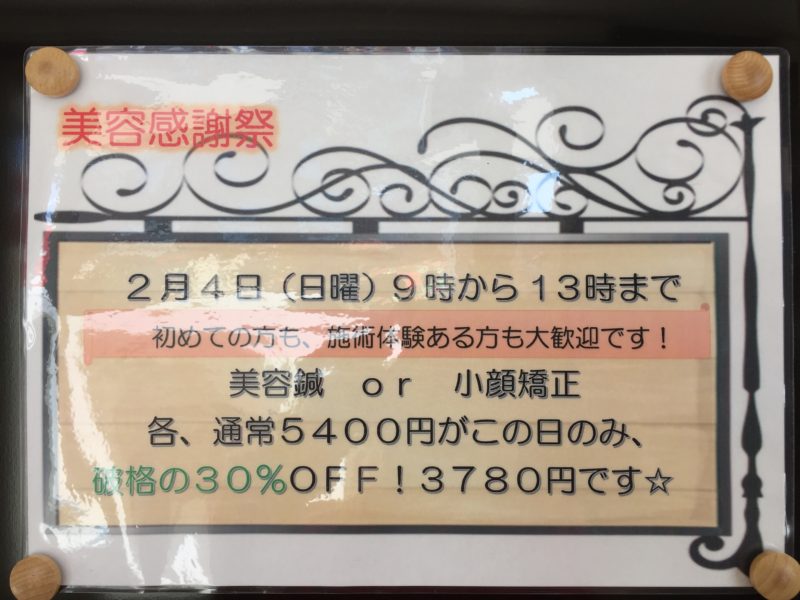 美容感謝祭
２月４日（日曜）９時から１３時まで
初めての方も、施術体験ある方も大歓迎です！
美容鍼　ｏｒ　小顔矯正
各、通常５４００円がこの日のみ、
破格の３０％ＯＦＦ！３７８０円です☆